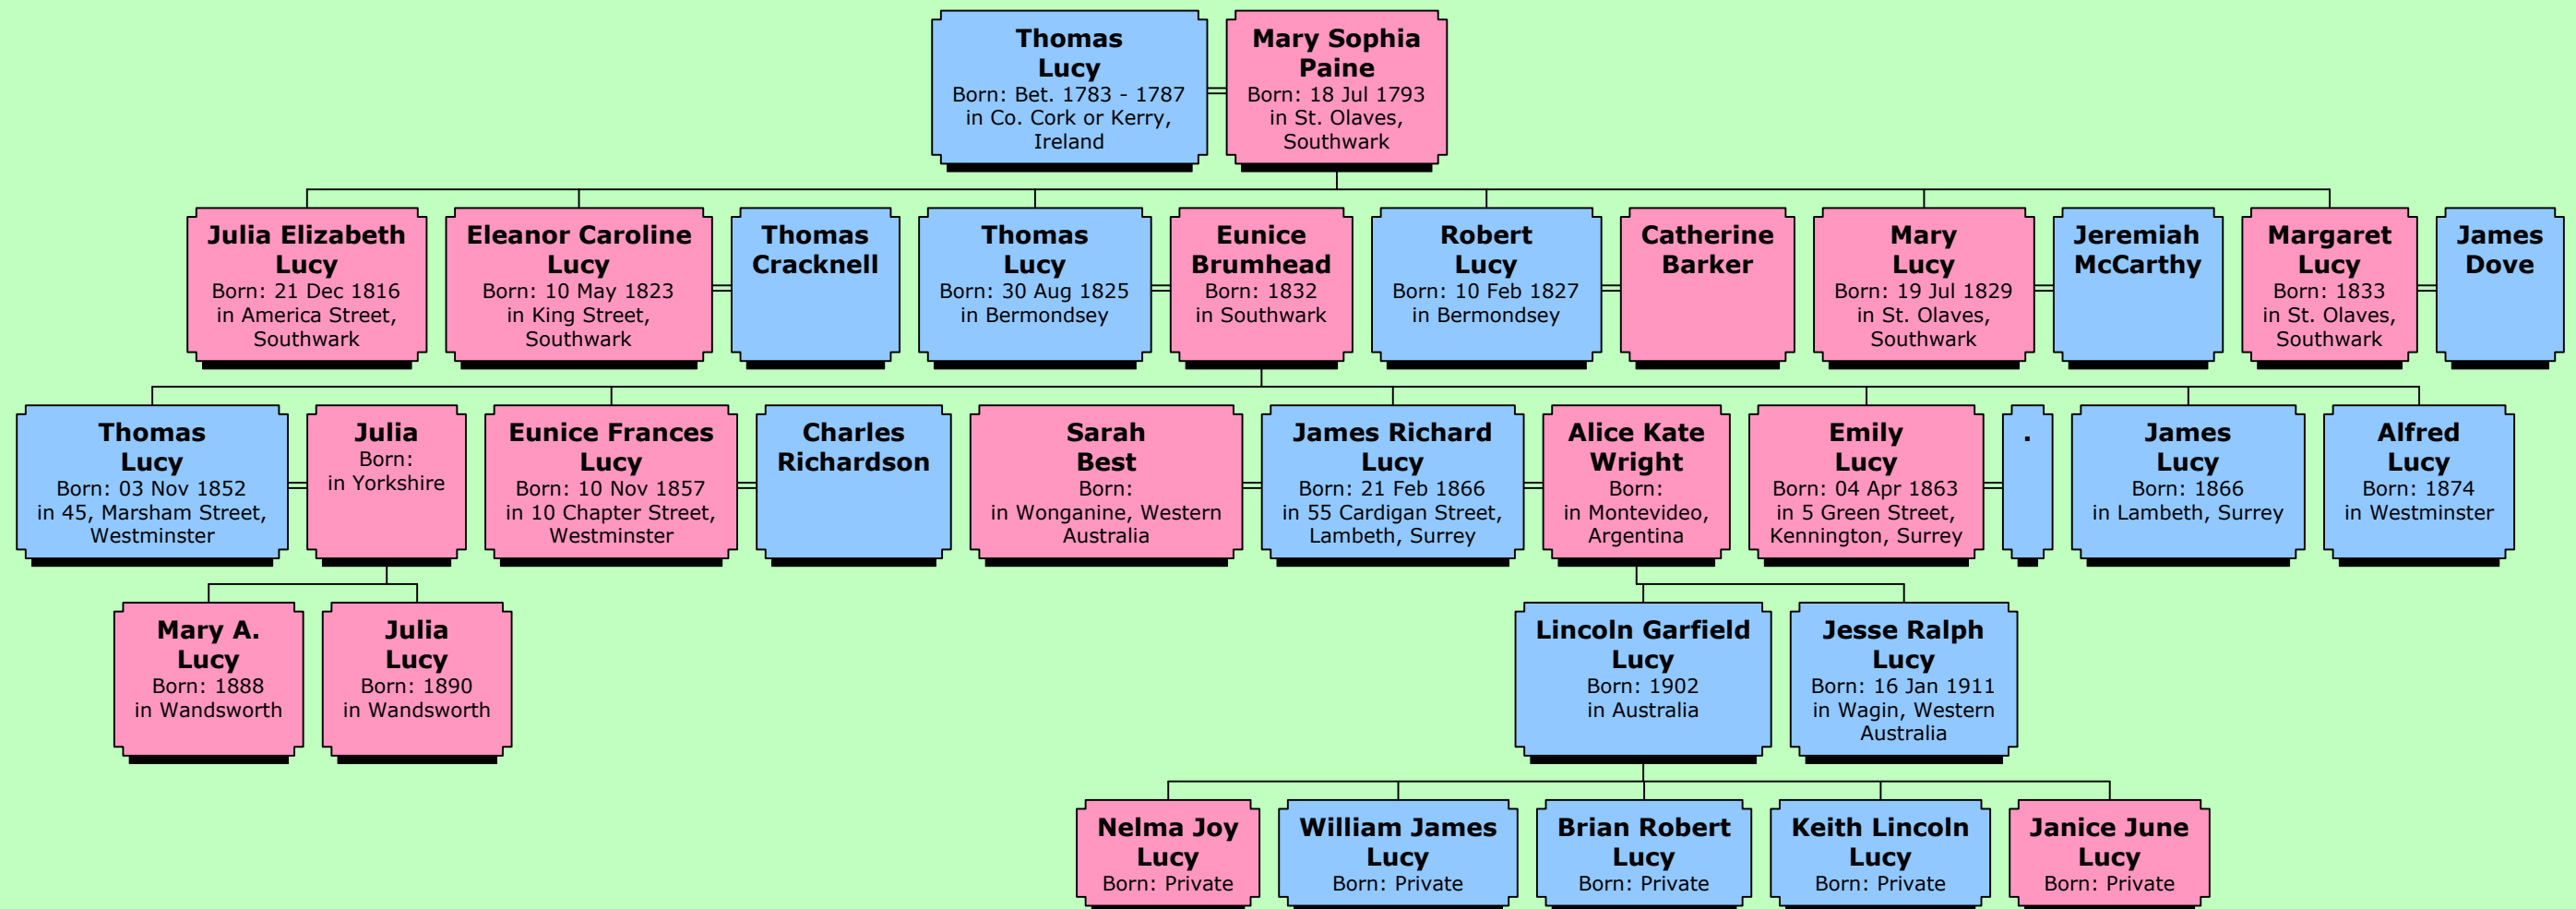 Thomas
Lucy
Born: Bet. 1783 - 1787
in Co. Cork or Kerry,
Ireland
Mary Sophia
Paine
Born: 18 Jul 1793
in St. Olaves,
Southwark
Julia Elizabeth
Lucy
Born: 21 Dec 1816
in America Street,
Southwark
Eleanor Caroline
Lucy
Born: 10 May 1823
in King Street,
Southwark
Thomas
Cracknell
Thomas
Lucy
Born: 30 Aug 1825
in Bermondsey
Eunice
Brumhead
Born: 1832
in Southwark
Robert
Lucy
Born: 10 Feb 1827
in Bermondsey
Catherine
Barker
Mary
Lucy
Born: 19 Jul 1829
in St. Olaves,
Southwark
Jeremiah
McCarthy
Margaret
Lucy
Born: 1833
in St. Olaves,
Southwark
James
Dove
Thomas
Lucy
Born: 03 Nov 1852
in 45, Marsham Street,
Westminster
Julia
Born:
in Yorkshire
Eunice Frances
Lucy
Born: 10 Nov 1857
in 10 Chapter Street,
Westminster
Charles
Richardson
Sarah
Best
Born:
in Wonganine, Western
Australia
James Richard
Lucy
Born: 21 Feb 1866
in 55 Cardigan Street,
Lambeth, Surrey
Alice Kate
Wright
Born:
in Montevideo,
Argentina
Emily
Lucy
Born: 04 Apr 1863
in 5 Green Street,
Kennington, Surrey
.
James
Lucy
Born: 1866
in Lambeth, Surrey
Alfred
Lucy
Born: 1874
in Westminster
Mary A.
Lucy
Born: 1888
in Wandsworth
Julia
Lucy
Born: 1890
in Wandsworth
Lincoln Garfield
Lucy
Born: 1902
in Australia
Jesse Ralph
Lucy
Born: 16 Jan 1911
in Wagin, Western
Australia
Nelma Joy
Lucy
Born: Private
William James
Lucy
Born: Private
Brian Robert
Lucy
Born: Private
Keith Lincoln
Lucy
Born: Private
Janice June
Lucy
Born: Private